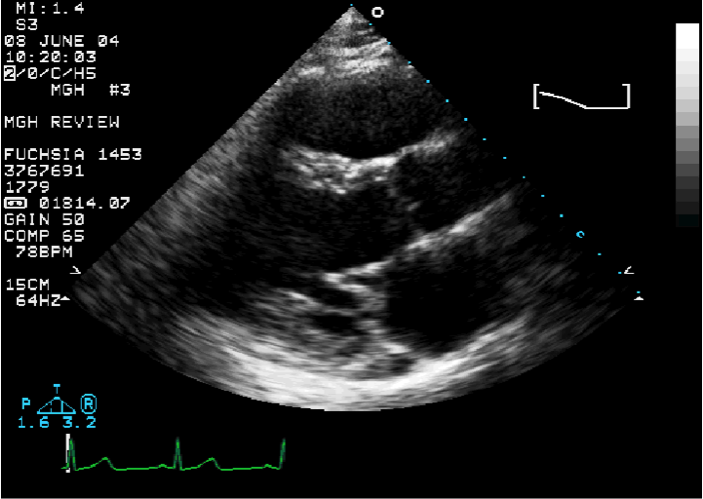 MI:1.4
S3
08 JUNE 04
10:20:03
2/0/C/H5
MGH #3
MGH REVIEW
FUCHSIA 1453
3767691
1779
01814.07
GAIN 50
COMP 65
78BPM
15CM
64HZ
T
P R
1.6 3.2